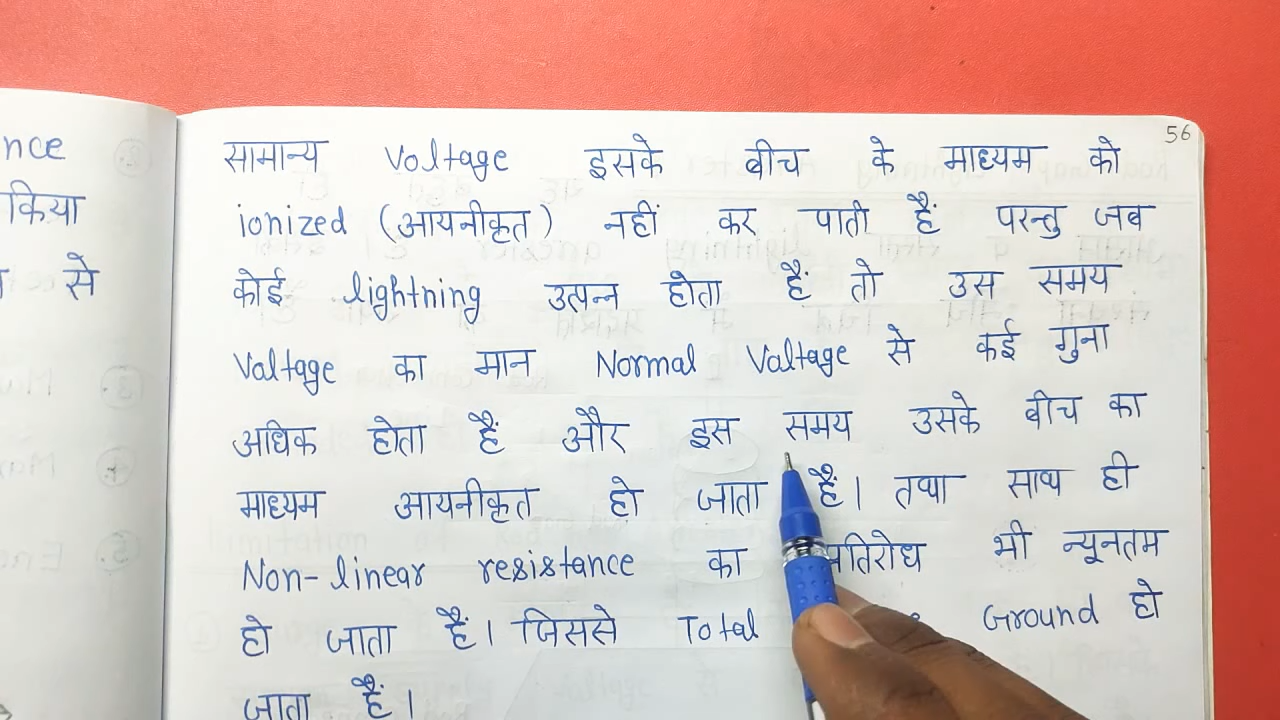 56
सामान्य Voltage इसके बीच के माध्यम को
ionized (आयनीकृत) नहीं कर पाती हैं परन्तु जब
कोई lightning उत्पन्न होता हैं तो उस समय
Voltage का मान Normal Voltage से कई गुना
अधिक होता हैं और इस समय उसके बीच का
माध्यम आयनीकृत हो जाता हैं। तथा साथ ही
Non-linear resistance का प्रतिरोध भी न्यूनतम
हो जाता हैं। जिससे Total Ground हो
जाता हैं।
nce
किया
से